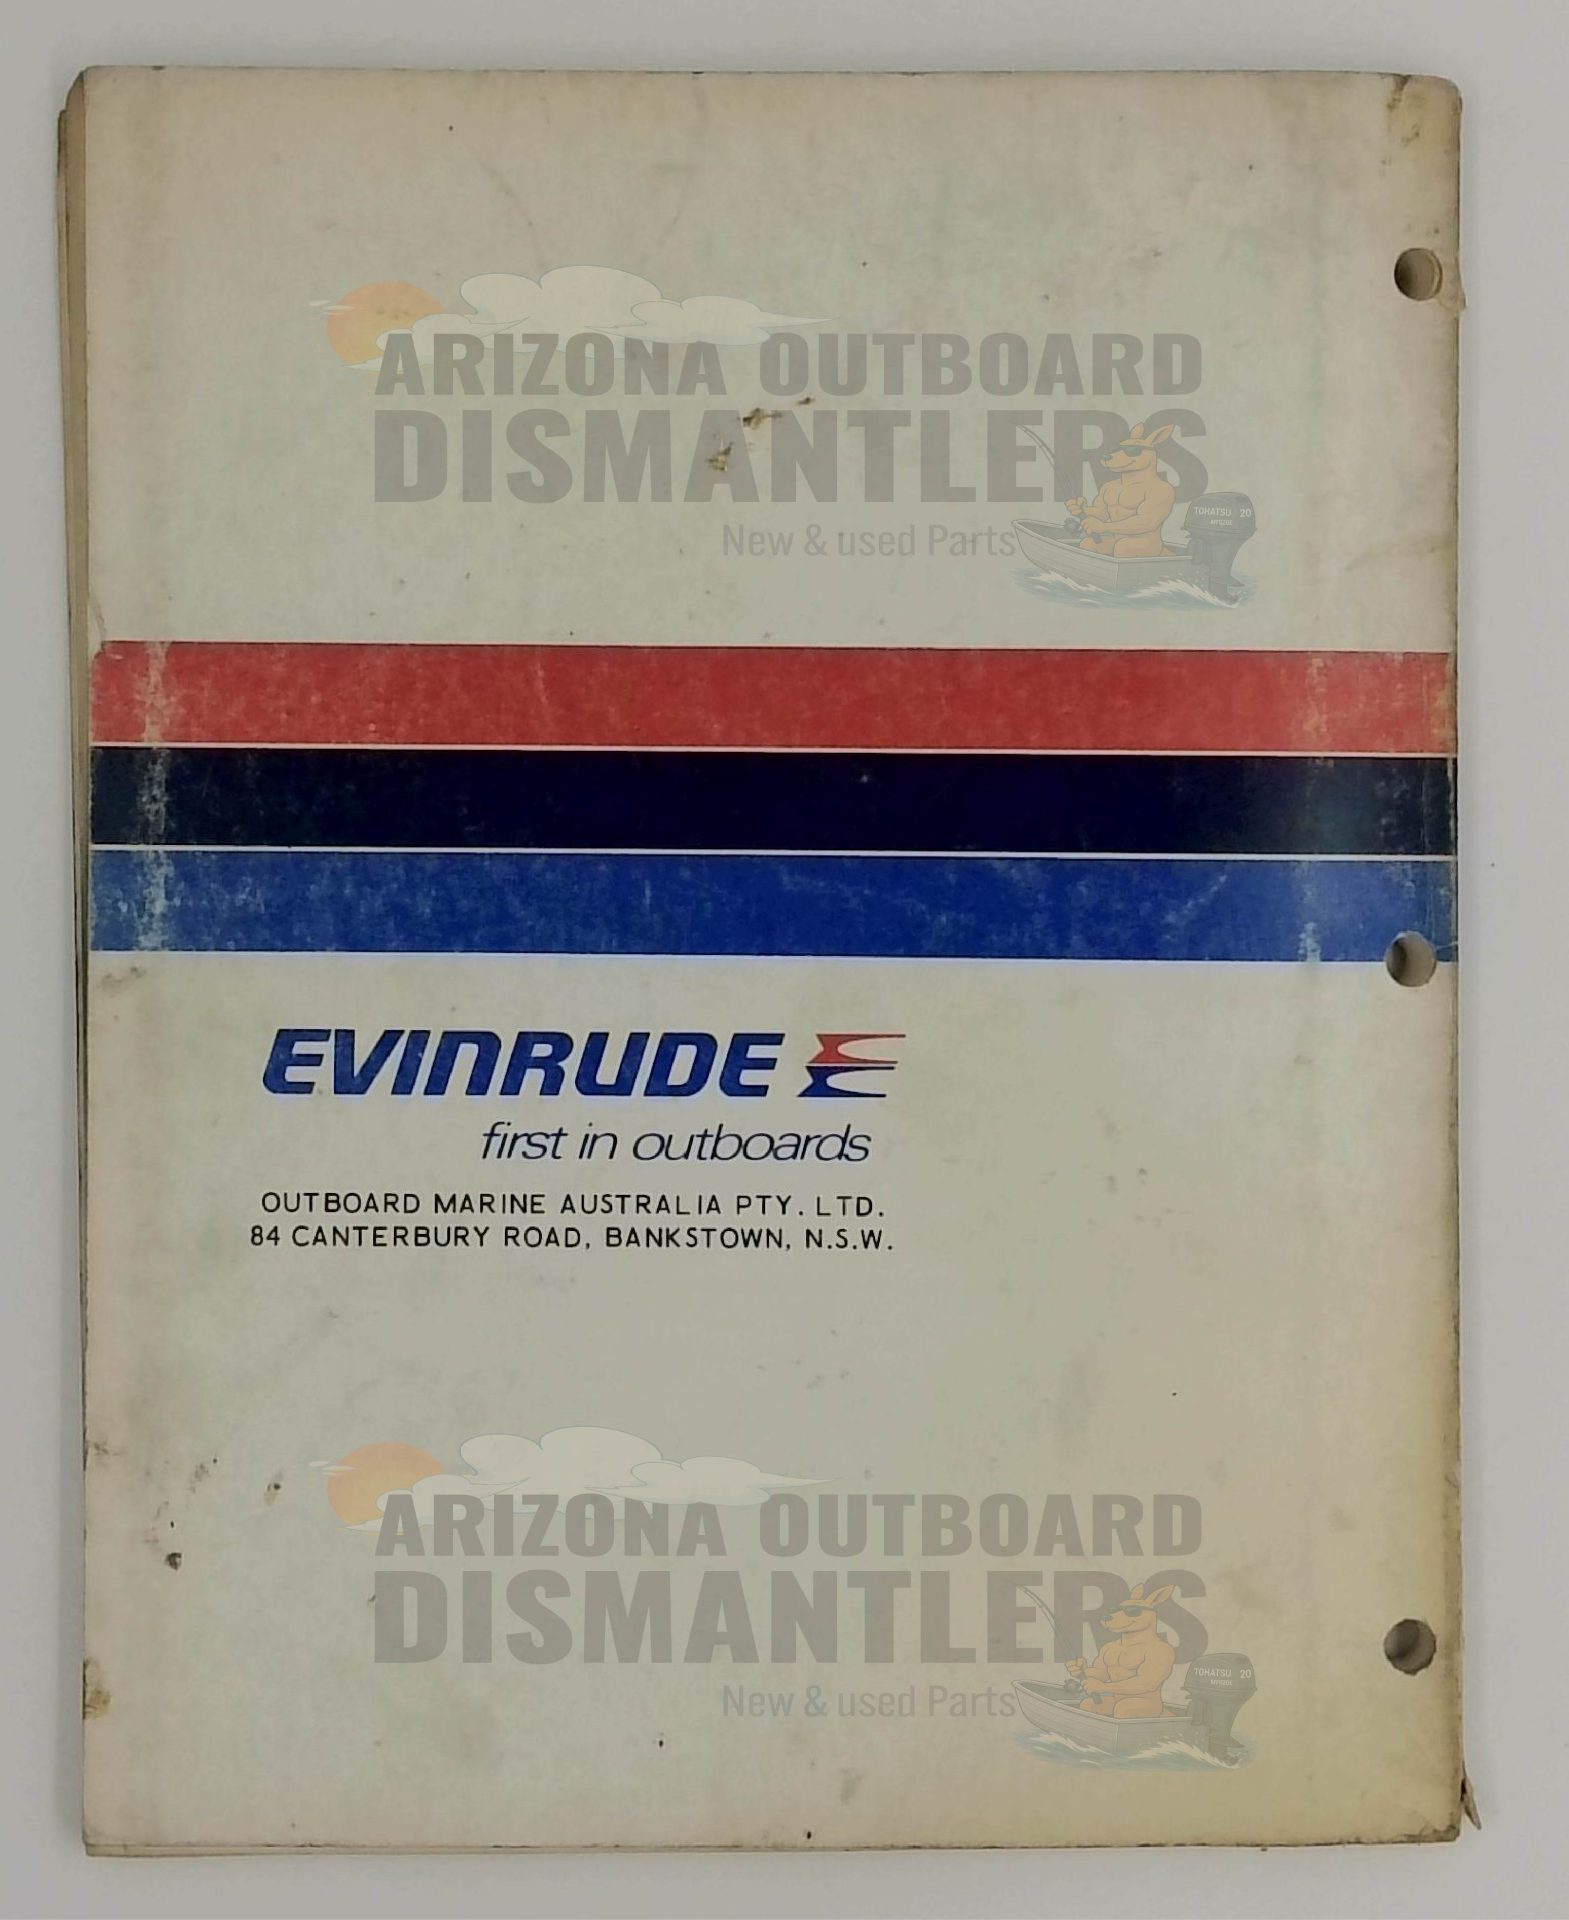 ARIZONA OUTBOARD
DISMANTLERS
New & used Parts
TOHATSU 20
EVINRUDE E
first in outboards
OUTBOARD MARINE AUSTRALIA PTY. LTD.
84 CANTERBURY ROAD, BANKSTOWN, N.S.W.
ARIZONA OUTBOARD
DISMANTLERS
New & used Parts
TOHATSU 20